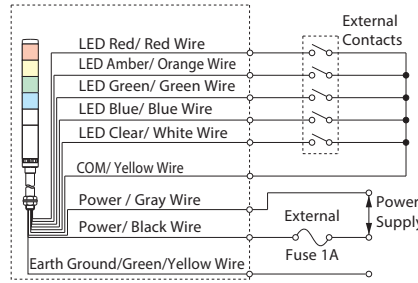 External
Contacts
LED Red/ Red Wire
LED Amber/ Orange Wire
LED Green/ Green Wire
LED Blue/ Blue Wire
LED Clear/ White Wire
COM/ Yellow Wire
Power / Gray Wire
Power/ Black Wire
External
Fuse 1A
Power
Supply
Earth Ground/Green/Yellow Wire